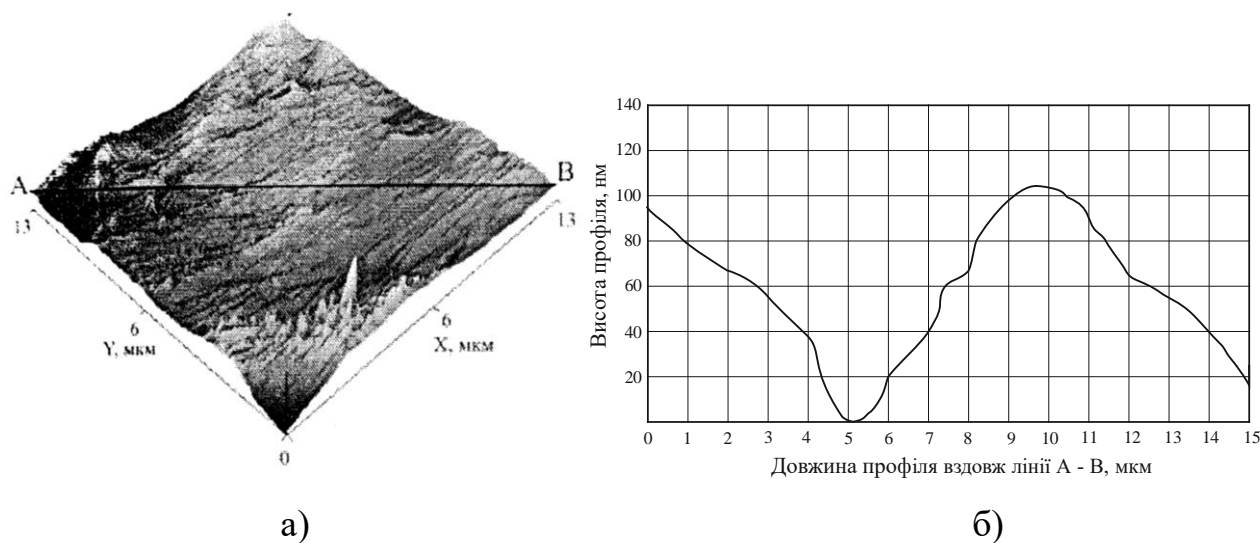 A
B
13
13
6
6
Y, мкм
X, мкм
0
а)
Висота профіля, нм
140
120
100
80
60
40
20
0 1 2 3 4 5 6 7 8 9 10 11 12 13 14 15
Довжина профіля вздовж лінії А - В, мкм
б)